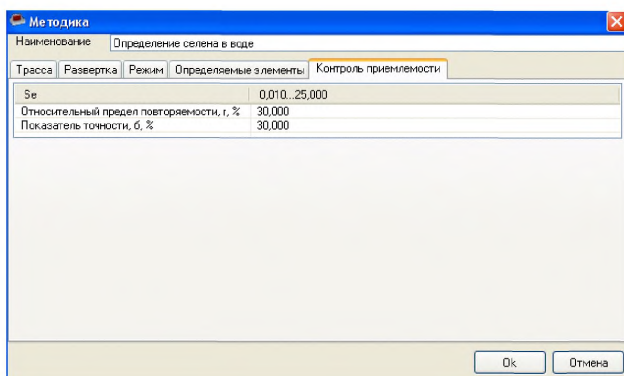 Методика
Наименование Определение селена в воде
Трасса Развертка Режим Определяемые элементы Контроль приемлемости
Se 0,010...25,000
Относительный предел повторяемости, r, % 30,000
Показатель точности, б, % 30,000
Ok Отмена